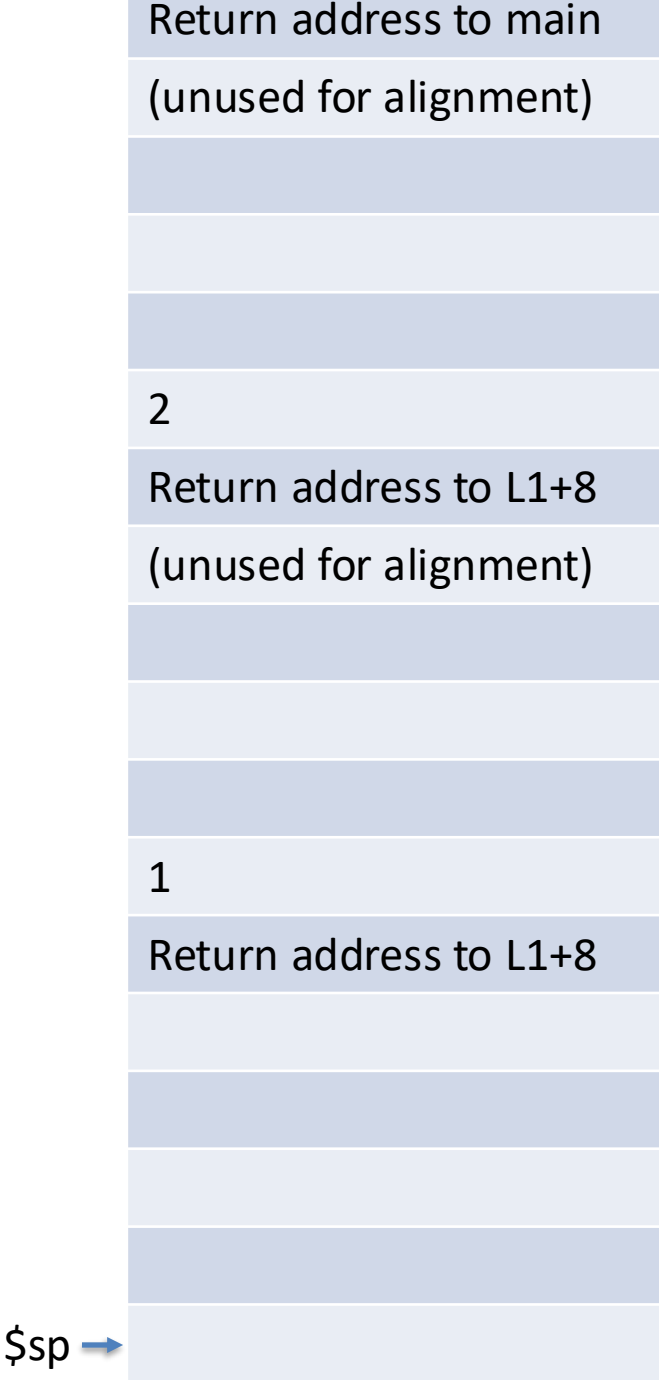 Return address to main
(unused for alignment)
2
Return address to L1+8
(unused for alignment)
1
Return address to L1+8
$sp